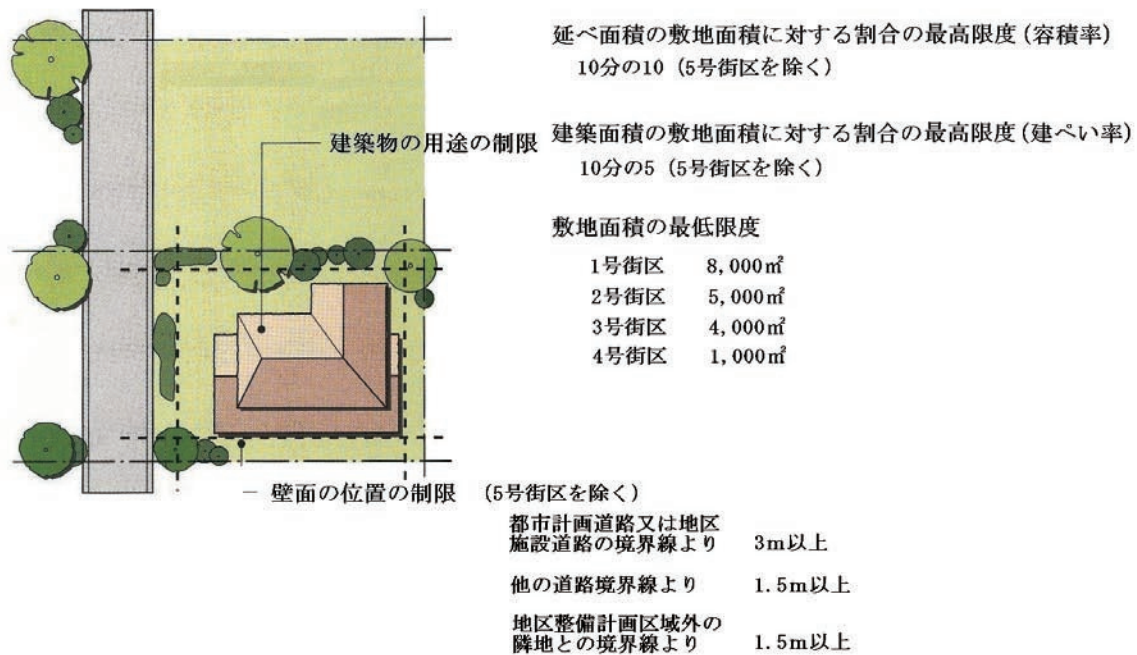 延べ面積の敷地面積に対する割合の最高限度(容積率)
10分の10 (5号街区を除く)
建築物の用途の制限
建築面積の敷地面積に対する割合の最高限度(建ぺい率)
10分の5 (5号街区を除く)
敷地面積の最低限度
1号街区 8,000㎡
2号街区 5,000㎡
3号街区 4,000㎡
4号街区 1,000㎡
壁面の位置の制限 (5号街区を除く)
都市計画道路又は地区
施設道路の境界線より 3m以上
他の道路境界線より 1.5m以上
地区整備計画区域外の
隣地との境界線より 1.5m以上